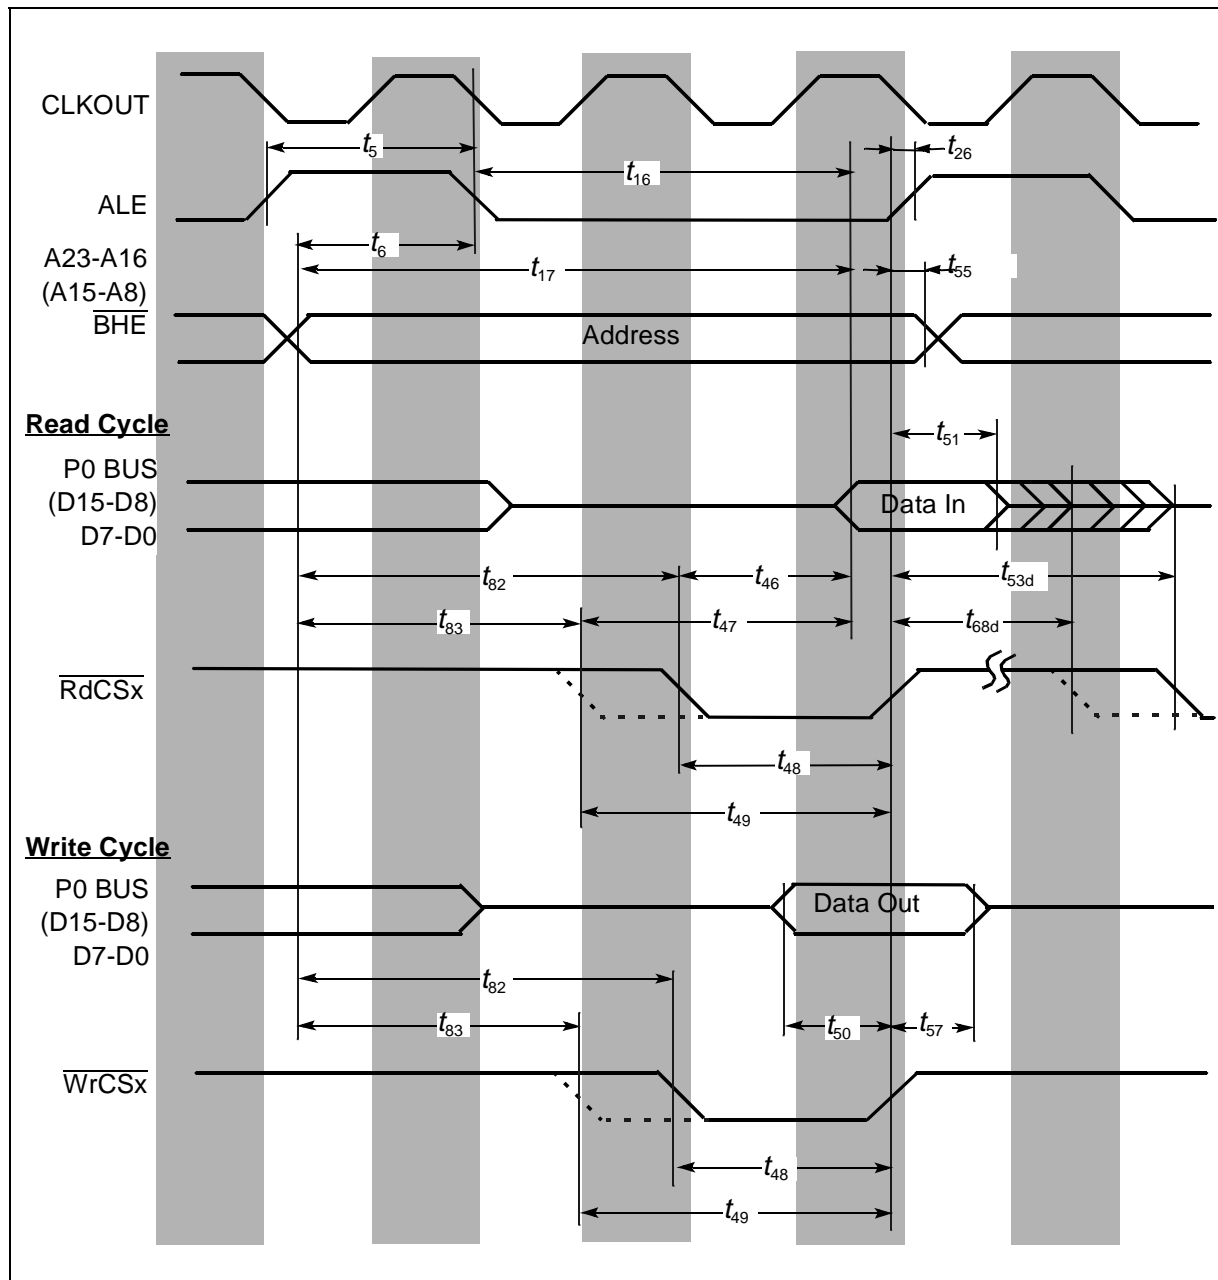 CLKOUT
t5
t26
t16
ALE
t6
A23-A16
t17
t55
(A15-A8)
BHE
Address
Read Cycle
t51
P0 BUS
(D15-D8)
Data In
D7-D0
t82
t46
t53d
t83
t47
t68d
RdCSx
t48
t49
Write Cycle
P0 BUS
Data Out
(D15-D8)
D7-D0
t82
t83
t50
t57
WrCSx
t48
t49